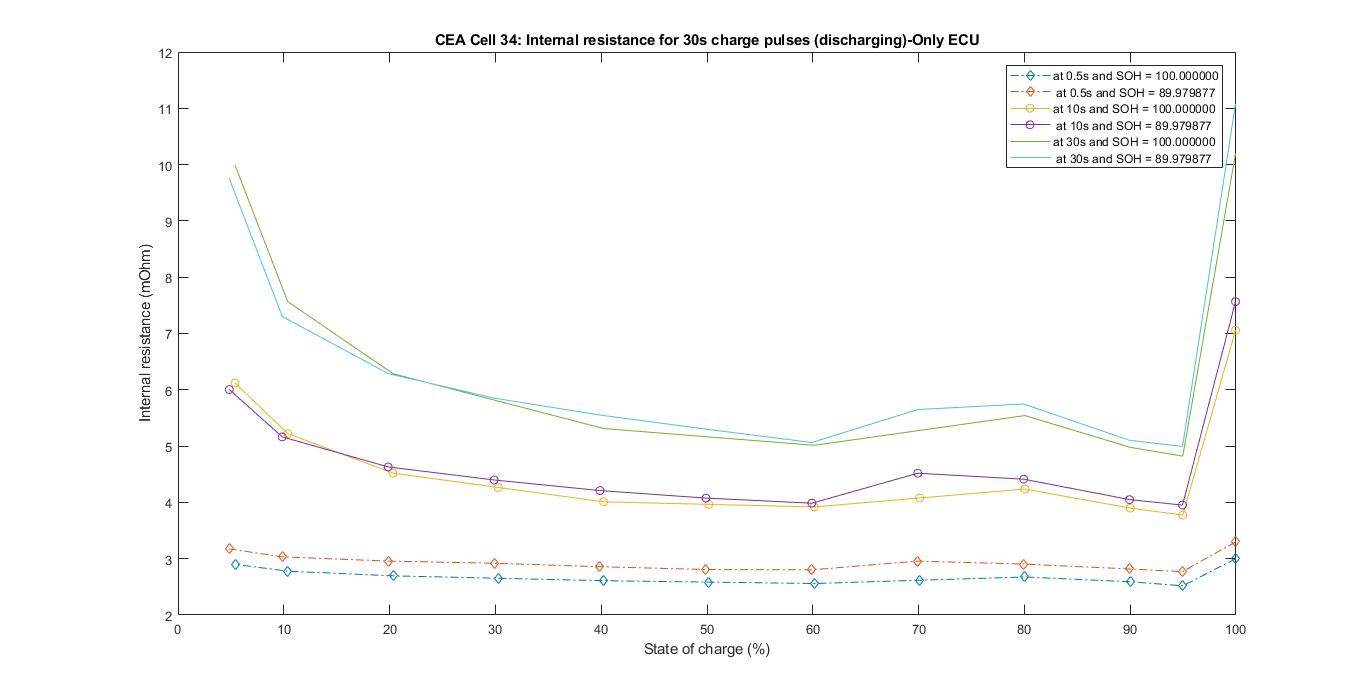 CEA Cell 34: Internal resistance for 30s charge pulses (discharging)-Only ECU
12
11
10
9
8
7
6
5
4
3
2
Internal resistance (mOhm)
at 0.5s and SOH = 100.000000
at 0.5s and SOH = 89.979877
at 10s and SOH = 100.000000
at 10s and SOH = 89.979877
at 30s and SOH = 100.000000
at 30s and SOH = 89.979877
0 10 20 30 40 50 60 70 80 90 100
State of charge (%)